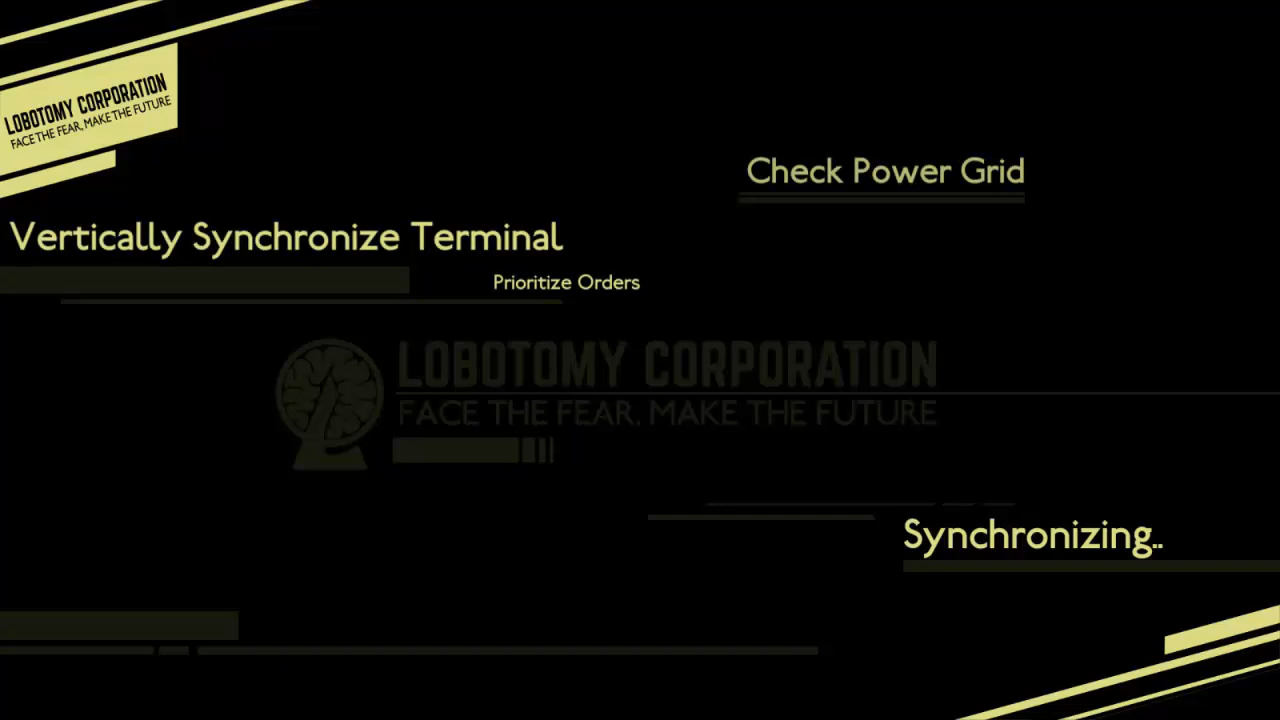 LOBOTOMY CORPORATION
FACE THE FEAR, MAKE THE FUTURE
Check Power Grid
Vertically Synchronize Terminal
Prioritize Orders
LOBOTOMY CORPORATION
FACE THE FEAR. MAKE THE FUTURE
Synchronizing..